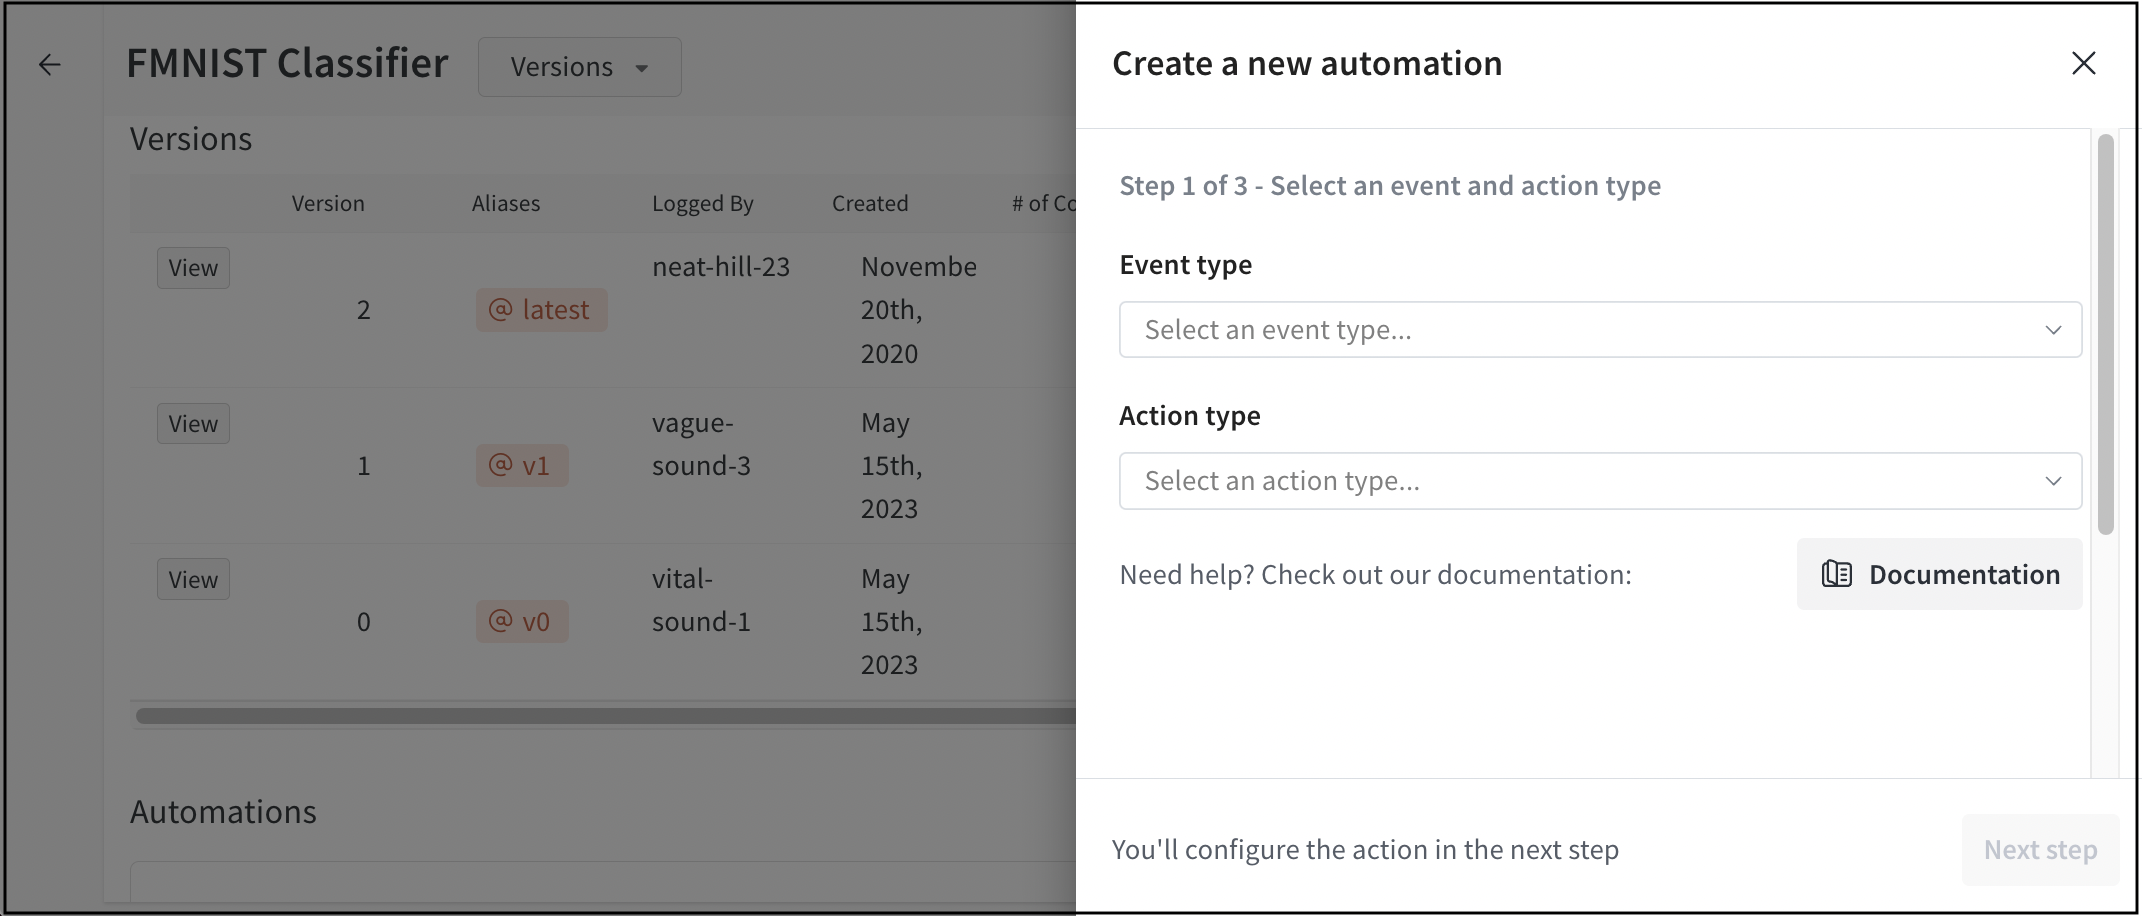 FMNIST Classifier
Versions
Versions
Version Aliases Logged By Created # of Co
View
2
@ latest
neat-hill-23
Novembe
20th,
2020
View
1
@ v1
vague-
sound-3
May
15th,
2023
View
0
@ v0
vital-
sound-1
May
15th,
2023
Automations
Create a new automation
Step 1 of 3 - Select an event and action type
Event type
Select an event type...
Action type
Select an action type...
Need help? Check out our documentation:
Documentation
You'll configure the action in the next step
Next step